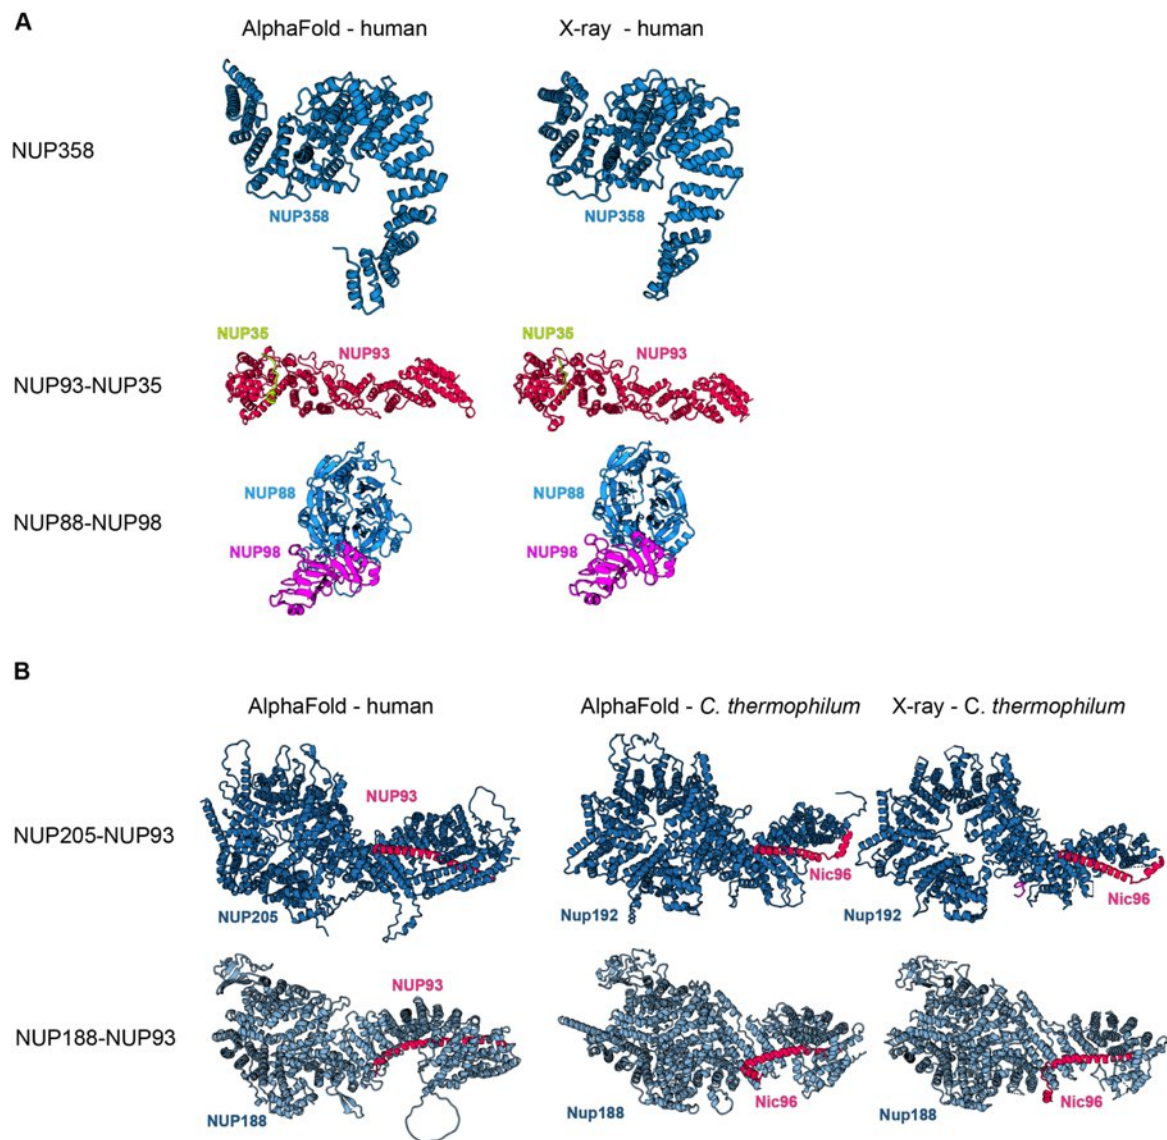 A
AlphaFold - human
X-ray - human
NUP358
NUP358
NUP358
NUP93-NUP35
NUP35
NUP93
NUP35
NUP93
NUP88-NUP98
NUP88
NUP98
NUP88
NUP98
B
AlphaFold - human
AlphaFold - C. thermophilum
X-ray - C. thermophilum
NUP205-NUP93
NUP93
NUP205
Nic96
Nup192
Nic96
Nup192
NUP188-NUP93
NUP93
NUP188
Nic96
Nup188
Nic96
Nup188